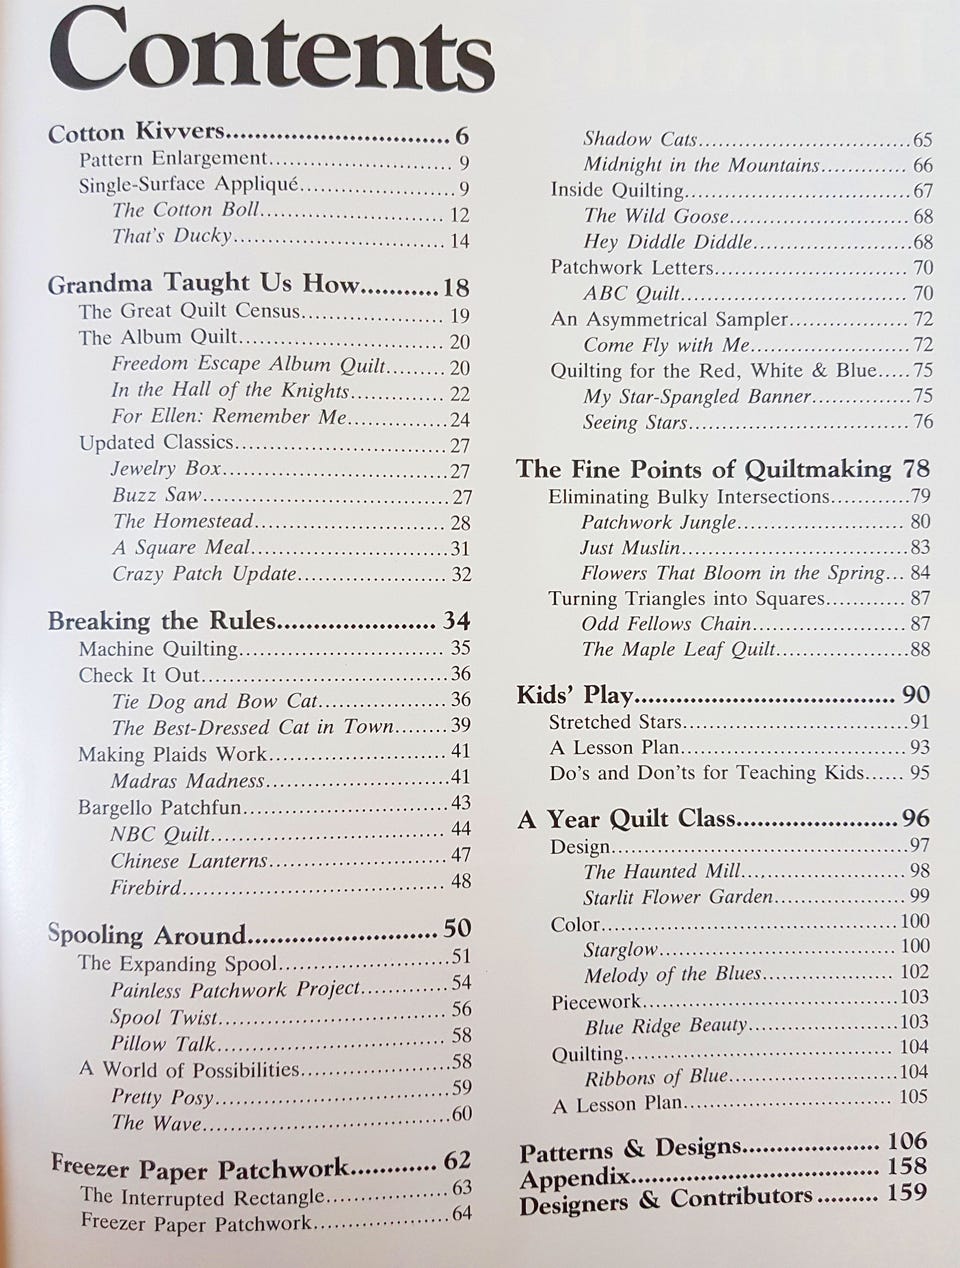 Contents
Cotton Kivvers.................................. 6
Pattern Enlargement............................. 9
Single-Surface Appliqué......................... 9
The Cotton Boll............................. 12
That's Ducky................................. 14
Grandma Taught Us How...........18
The Great Quilt Census...................... 19
The Album Quilt................................ 20
Freedom Escape Album Quilt......... 20
In the Hall of the Knights............... 22
For Ellen: Remember Me................ 24
Updated Classics................................. 27
Jewelry Box...................................27
Buzz Saw...................................... 27
The Homestead.............................. 28
A Square Meal...............................31
Crazy Patch Update....................... 32
Breaking the Rules....................... 34
Machine Quilting................................ 35
Check It Out......................................36
Tie Dog and Bow Cat.................... 36
The Best-Dressed Cat in Town........39
Making Plaids Work............................ 41
Madras Madness.............................41
Bargello Patchfun................................43
NBC Quilt..................................... 44
Chinese Lanterns............................ 47
Firebird......................................... 48
Spooling Around........................... 50
The Expanding Spool..........................51
Painless Patchwork Project..............54
Spool Twist................................... 56
Pillow Talk................................... 58
A World of Possibilities.......................58
Pretty Posy....................................59
The Wave......................................60
Freezer Paper Patchwork............ 62
The Interrupted Rectangle...................63
Freezer Paper Patchwork.....................64
Shadow Cats.................................65
Midnight in the Mountains............. 66
Inside Quilting....................................67
The Wild Goose............................. 68
Hey Diddle Diddle.........................68
Patchwork Letters............................... 70
ABC Quilt..................................... 70
An Asymmetrical Sampler................... 72
Come Fly with Me......................... 72
Quilting for the Red, White & Blue.....75
My Star-Spangled Banner...............75
Seeing Stars................................... 76
The Fine Points of Quiltmaking 78
Eliminating Bulky Intersections............79
Patchwork Jungle........................... 80
Just Muslin....................................83
Flowers That Bloom in the Spring... 84
Turning Triangles into Squares............ 87
Odd Fellows Chain......................... 87
The Maple Leaf Quilt.....................88
Kids' Play..................................... 90
Stretched Stars....................................91
A Lesson Plan.................................... 93
Do's and Don'ts for Teaching Kids...... 95
A Year Quilt Class.......................96
Design...............................................97
The Haunted Mill.......................... 98
Starlit Flower Garden..................... 99
Color................................................100
Starglow.......................................100
Melody of the Blues..................... 102
Piecework.........................................103
Blue Ridge Beauty........................103
Quilting........................................... 104
Ribbons of Blue...........................104
A Lesson Plan................................. 105
Patterns & Designs.................... 106
Appendix.................................... 158
Designers & Contributors......... 159